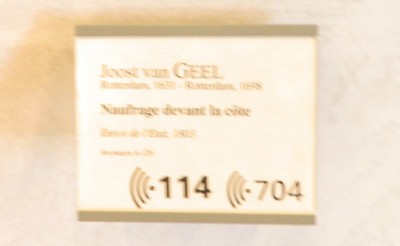 Joost van GEEL
Rotterdam, 1631 - Rotterdam, 1698
Naufrage devant la côte
Envoi de l'Etat, 1803
114 704